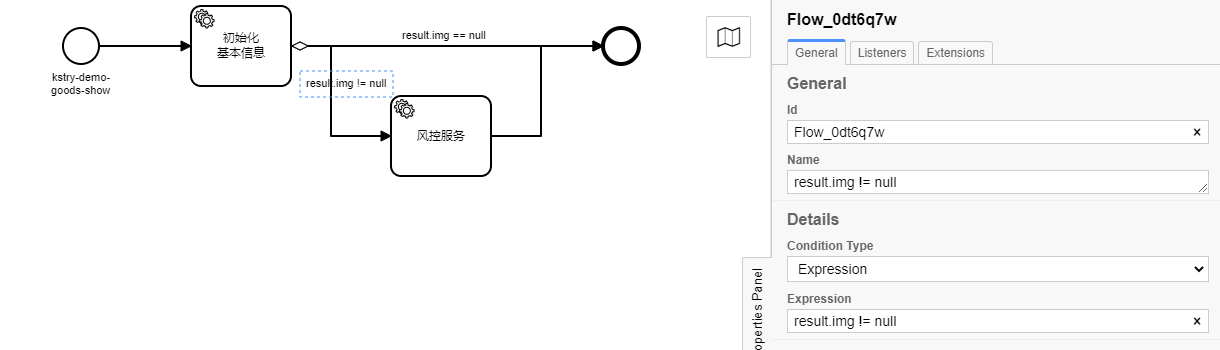 kstry-demo-
goods-show
初始化
基本信息
result.img == null
result.img != null
风控服务
Flow_0dt6q7w
General
Listeners
Extensions
General
Id
Flow_0dt6q7w
Name
result.img != null
Details
Condition Type
Expression
Expression
result.img != null
operties Panel